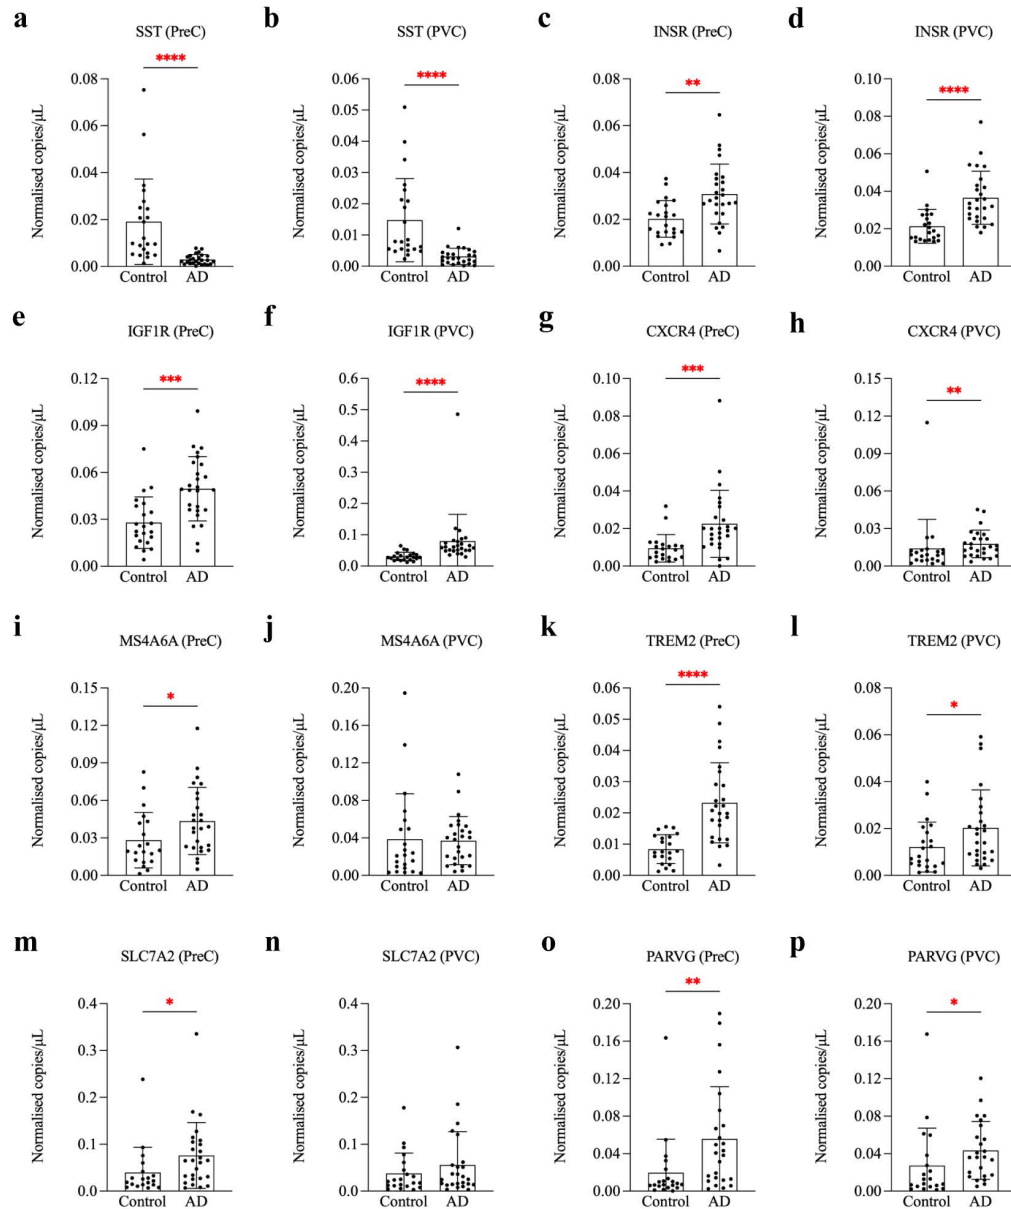 a SST (PreC)
****
Normalised copies/μL
0.08
0.06
0.04
0.02
0.00
Control AD
b SST (PVC)
****
Normalised copies/μL
0.06
0.05
0.04
0.03
0.02
0.01
0.00
Control AD
c INSR (PreC)
**
Normalised copies/μL
0.08
0.06
0.04
0.02
0.00
Control AD
d INSR (PVC)
****
Normalised copies/μL
0.10
0.08
0.06
0.04
0.02
0.00
Control AD
e IGF1R (PreC)
***
Normalised copies/μL
0.12
0.09
0.06
0.03
0.00
Control AD
f IGF1R (PVC)
****
Normalised copies/μL
0.6
0.5
0.4
0.3
0.2
0.1
0.0
Control AD
g CXCR4 (PreC)
***
Normalised copies/μL
0.10
0.08
0.06
0.04
0.02
0.00
Control AD
h CXCR4 (PVC)
**
Normalised copies/μL
0.15
0.12
0.09
0.06
0.03
0.00
Control AD
i MS4A6A (PreC)
*
Normalised copies/μL
0.15
0.12
0.09
0.06
0.03
0.00
Control AD
j MS4A6A (PVC)
Normalised copies/μL
0.20
0.16
0.12
0.08
0.04
0.00
Control AD
k TREM2 (PreC)
****
Normalised copies/μL
0.06
0.05
0.04
0.03
0.02
0.01
0.00
Control AD
l TREM2 (PVC)
*
Normalised copies/μL
0.08
0.06
0.04
0.02
0.00
Control AD
m SLC7A2 (PreC)
*
Normalised copies/μL
0.4
0.3
0.2
0.1
0.0
Control AD
n SLC7A2 (PVC)
Normalised copies/μL
0.4
0.3
0.2
0.1
0.0
Control AD
o PARVG (PreC)
**
Normalised copies/μL
0.20
0.16
0.12
0.08
0.04
0.00
Control AD
p PARVG (PVC)
*
Normalised copies/μL
0.20
0.16
0.12
0.08
0.04
0.00
Control AD